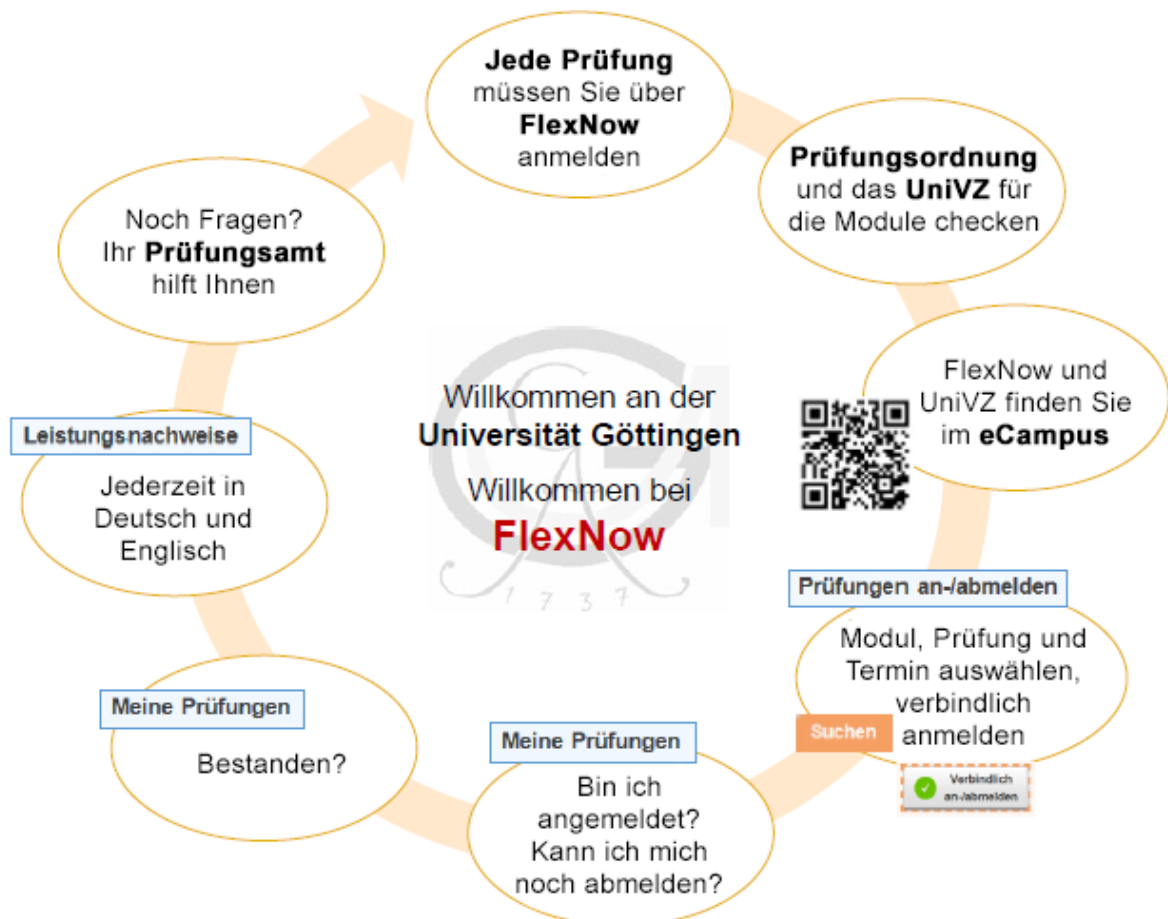 Jede Prüfung
müssen Sie über
FlexNow
anmelden
Prüfungsordnung
und das UniVZ für
die Module checken
FlexNow und
UniVZ finden Sie
im eCampus
Prüfungen an-/abmelden
Modul, Prüfung und
Termin auswählen,
verbindlich
anmelden
Suchen
Verbindlich
an-/abmelden
Meine Prüfungen
Bin ich
angemeldet?
Kann ich mich
noch abmelden?
Meine Prüfungen
Bestanden?
Leistungsnachweise
Jederzeit in
Deutsch und
Englisch
Noch Fragen?
Ihr Prüfungsamt
hilft Ihnen
Willkommen an der
Universität Göttingen
Willkommen bei
FlexNow
1737